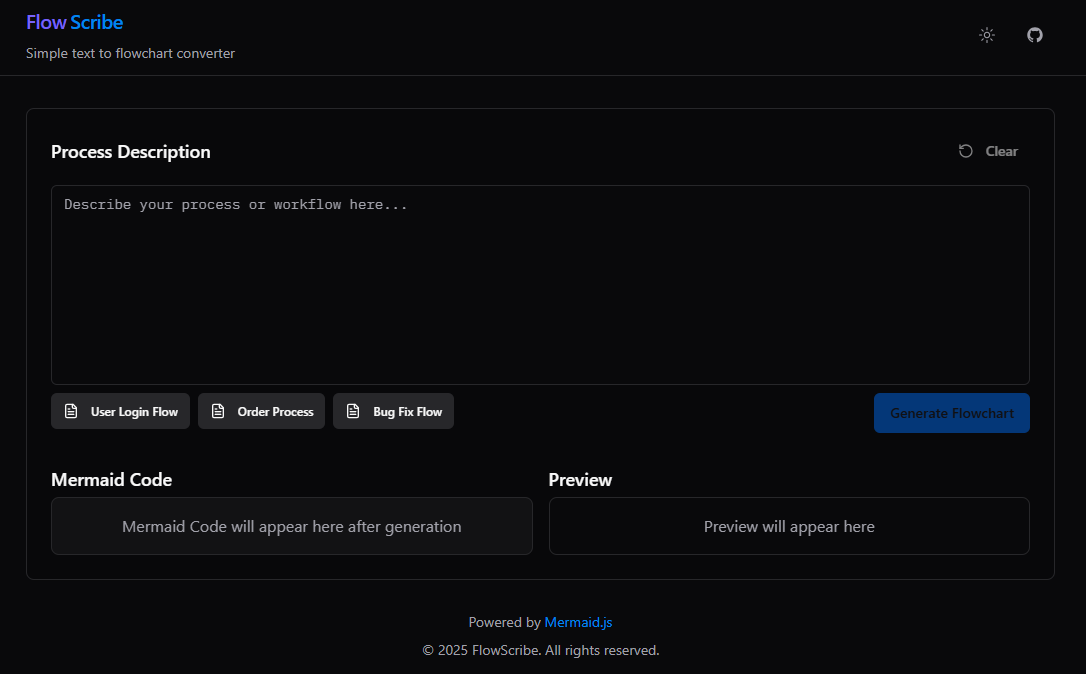 Flow Scribe
Simple text to flowchart converter
Process Description
Clear
Describe your process or workflow here...
User Login Flow
Order Process
Bug Fix Flow
Generate Flowchart
Mermaid Code
Preview
Mermaid Code will appear here after generation
Preview will appear here
Powered by Mermaid.js
© 2025 FlowScribe. All rights reserved.